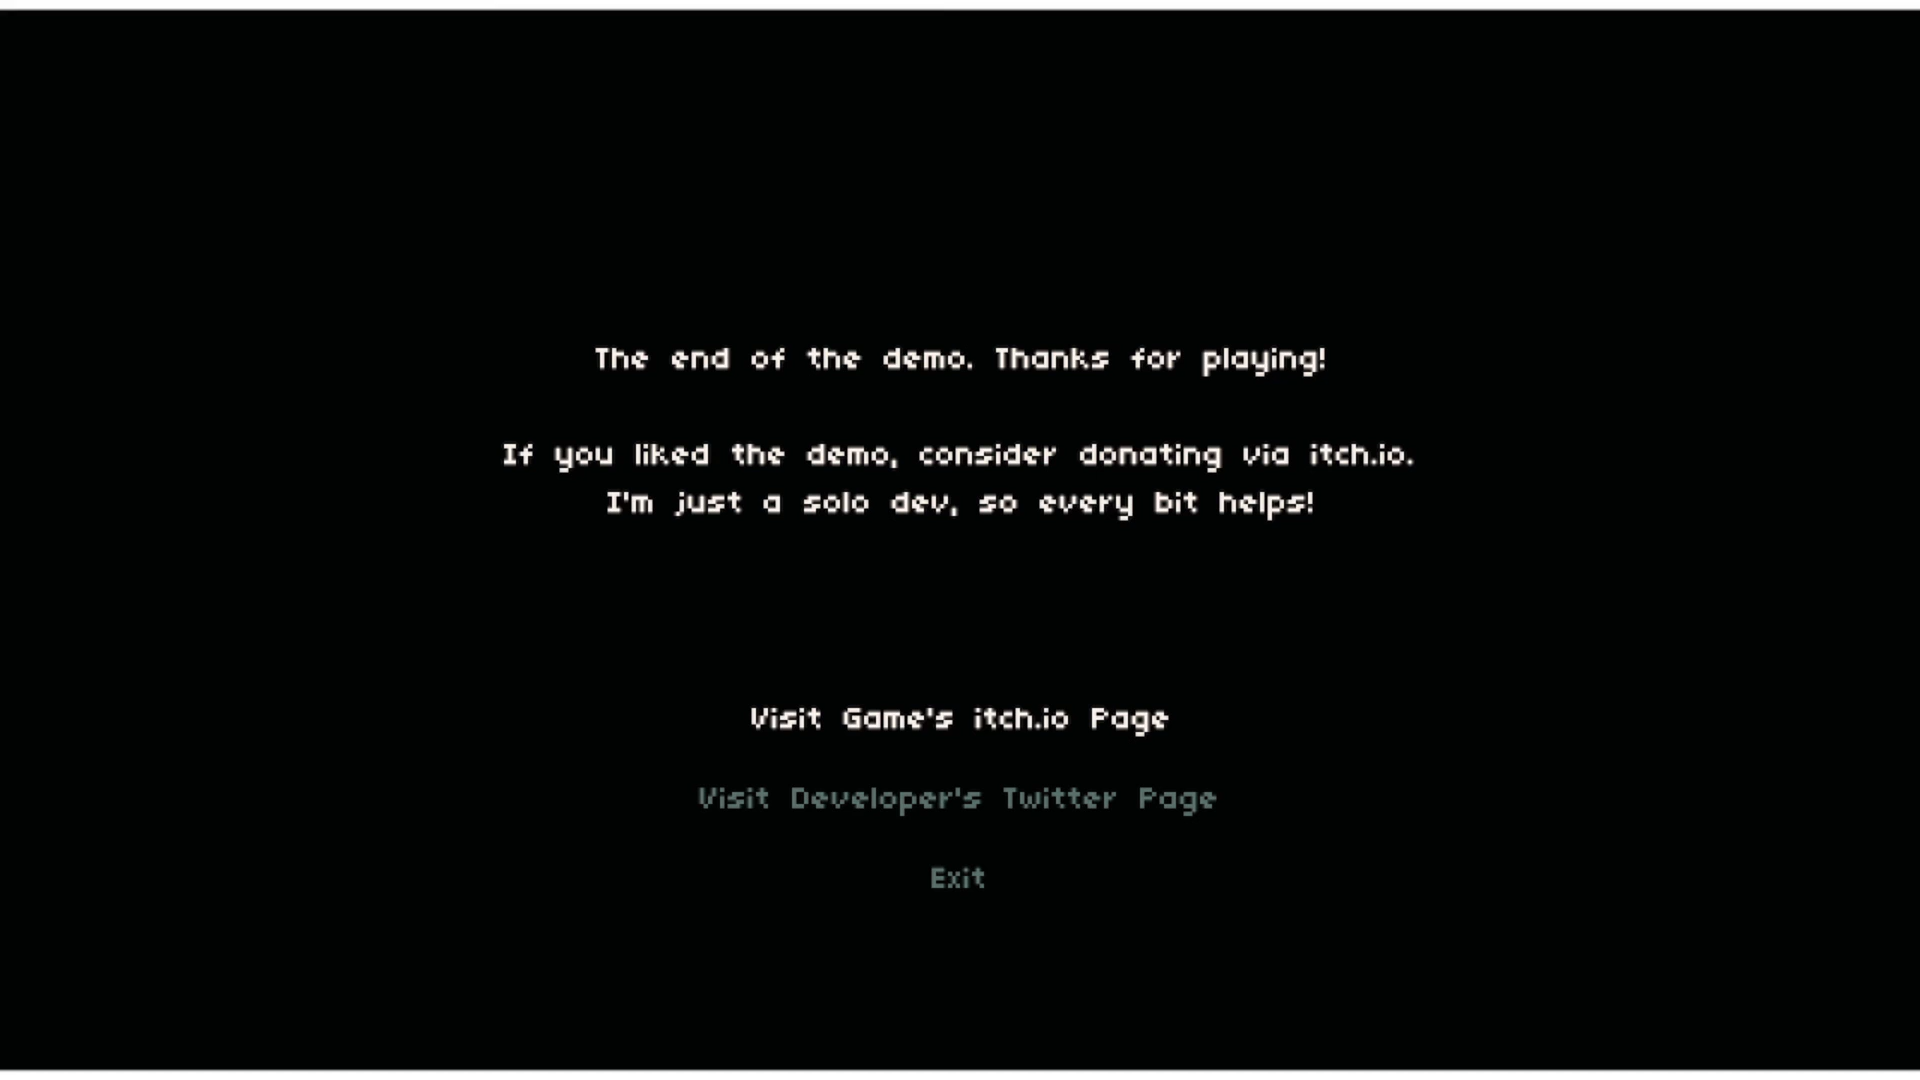 The end of the demo. Thanks for playing!
If you liked the demo, consider donating via itch.io.
I'm just a solo dev, so every bit helps!
Visit Game's itch.io Page
Visit Developer's Twitter Page
Exit